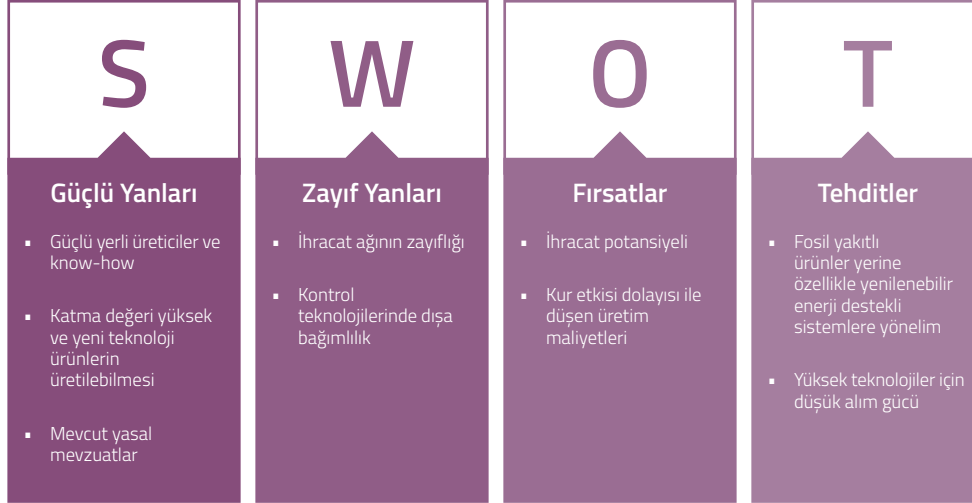 S
Güçlü Yanları
▪ Güçlü yerli üreticiler ve
know-how
▪ Katma değeri yüksek
ve yeni teknoloji
ürünlerin
üretilebilmesi
▪ Mevcut yasal
mevzuatlar
W
Zayıf Yanları
▪ İhracat ağının zayıflığı
▪ Kontrol
teknolojilerinde dışa
bağımlılık
O
Fırsatlar
▪ İhracat potansiyeli
▪ Kur etkisi dolayısı ile
düşen üretim
maliyetleri
T
Tehditler
▪ Fosil yakıtlı
ürünler yerine
özellikle yenilenebilir
enerji destekli
sistemlere yönelim
▪ Yüksek teknolojiler için
düşük alım gücü